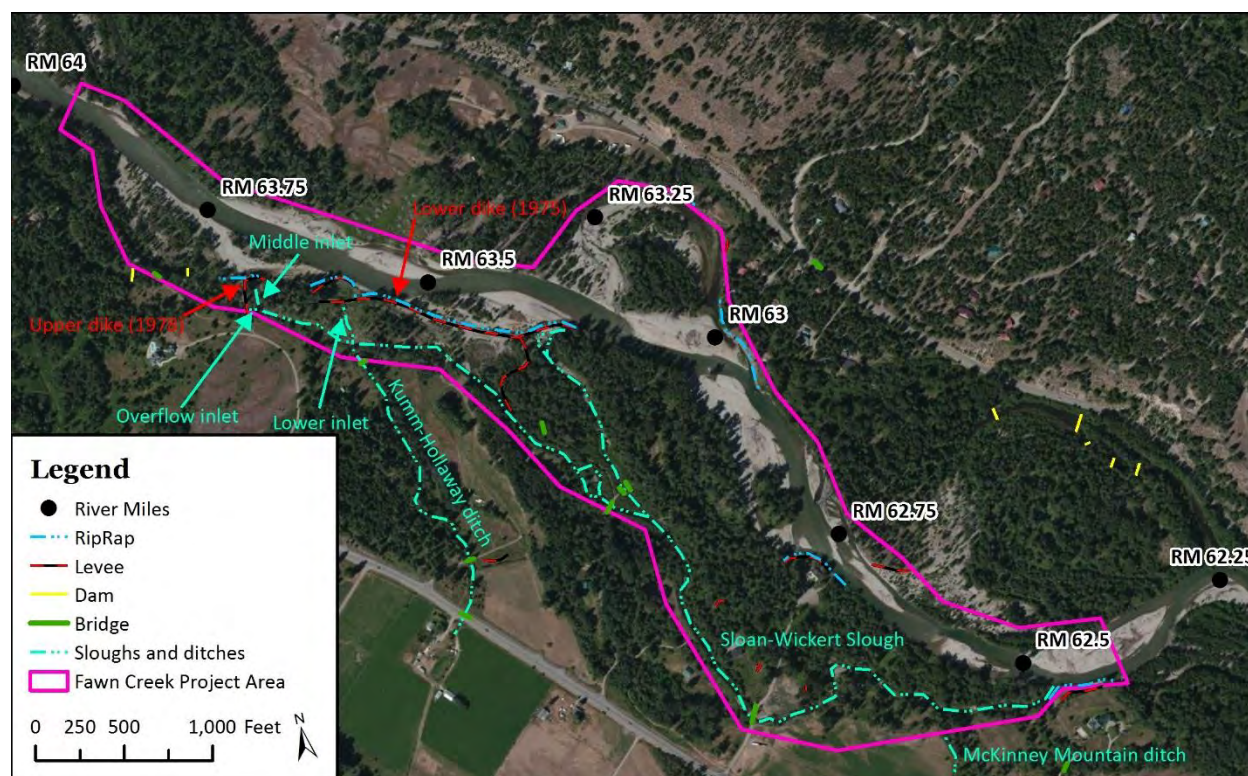 RM 64
RM 63.75
RM 63.25
Lower dike (1975)
Middle inlet
RM 63.5
Upper dike (1978)
RM 63
Overflow inlet
Lower inlet
Kumm-Hollaway ditch
RM 62.75
RM 62.25
Sloan-Wickert Slough
RM 62.5
McKinney Mountain ditch
Legend
River Miles
RipRap
Levee
Dam
Bridge
Sloughs and ditches
Fawn Creek Project Area
0 250 500 1,000 Feet
N